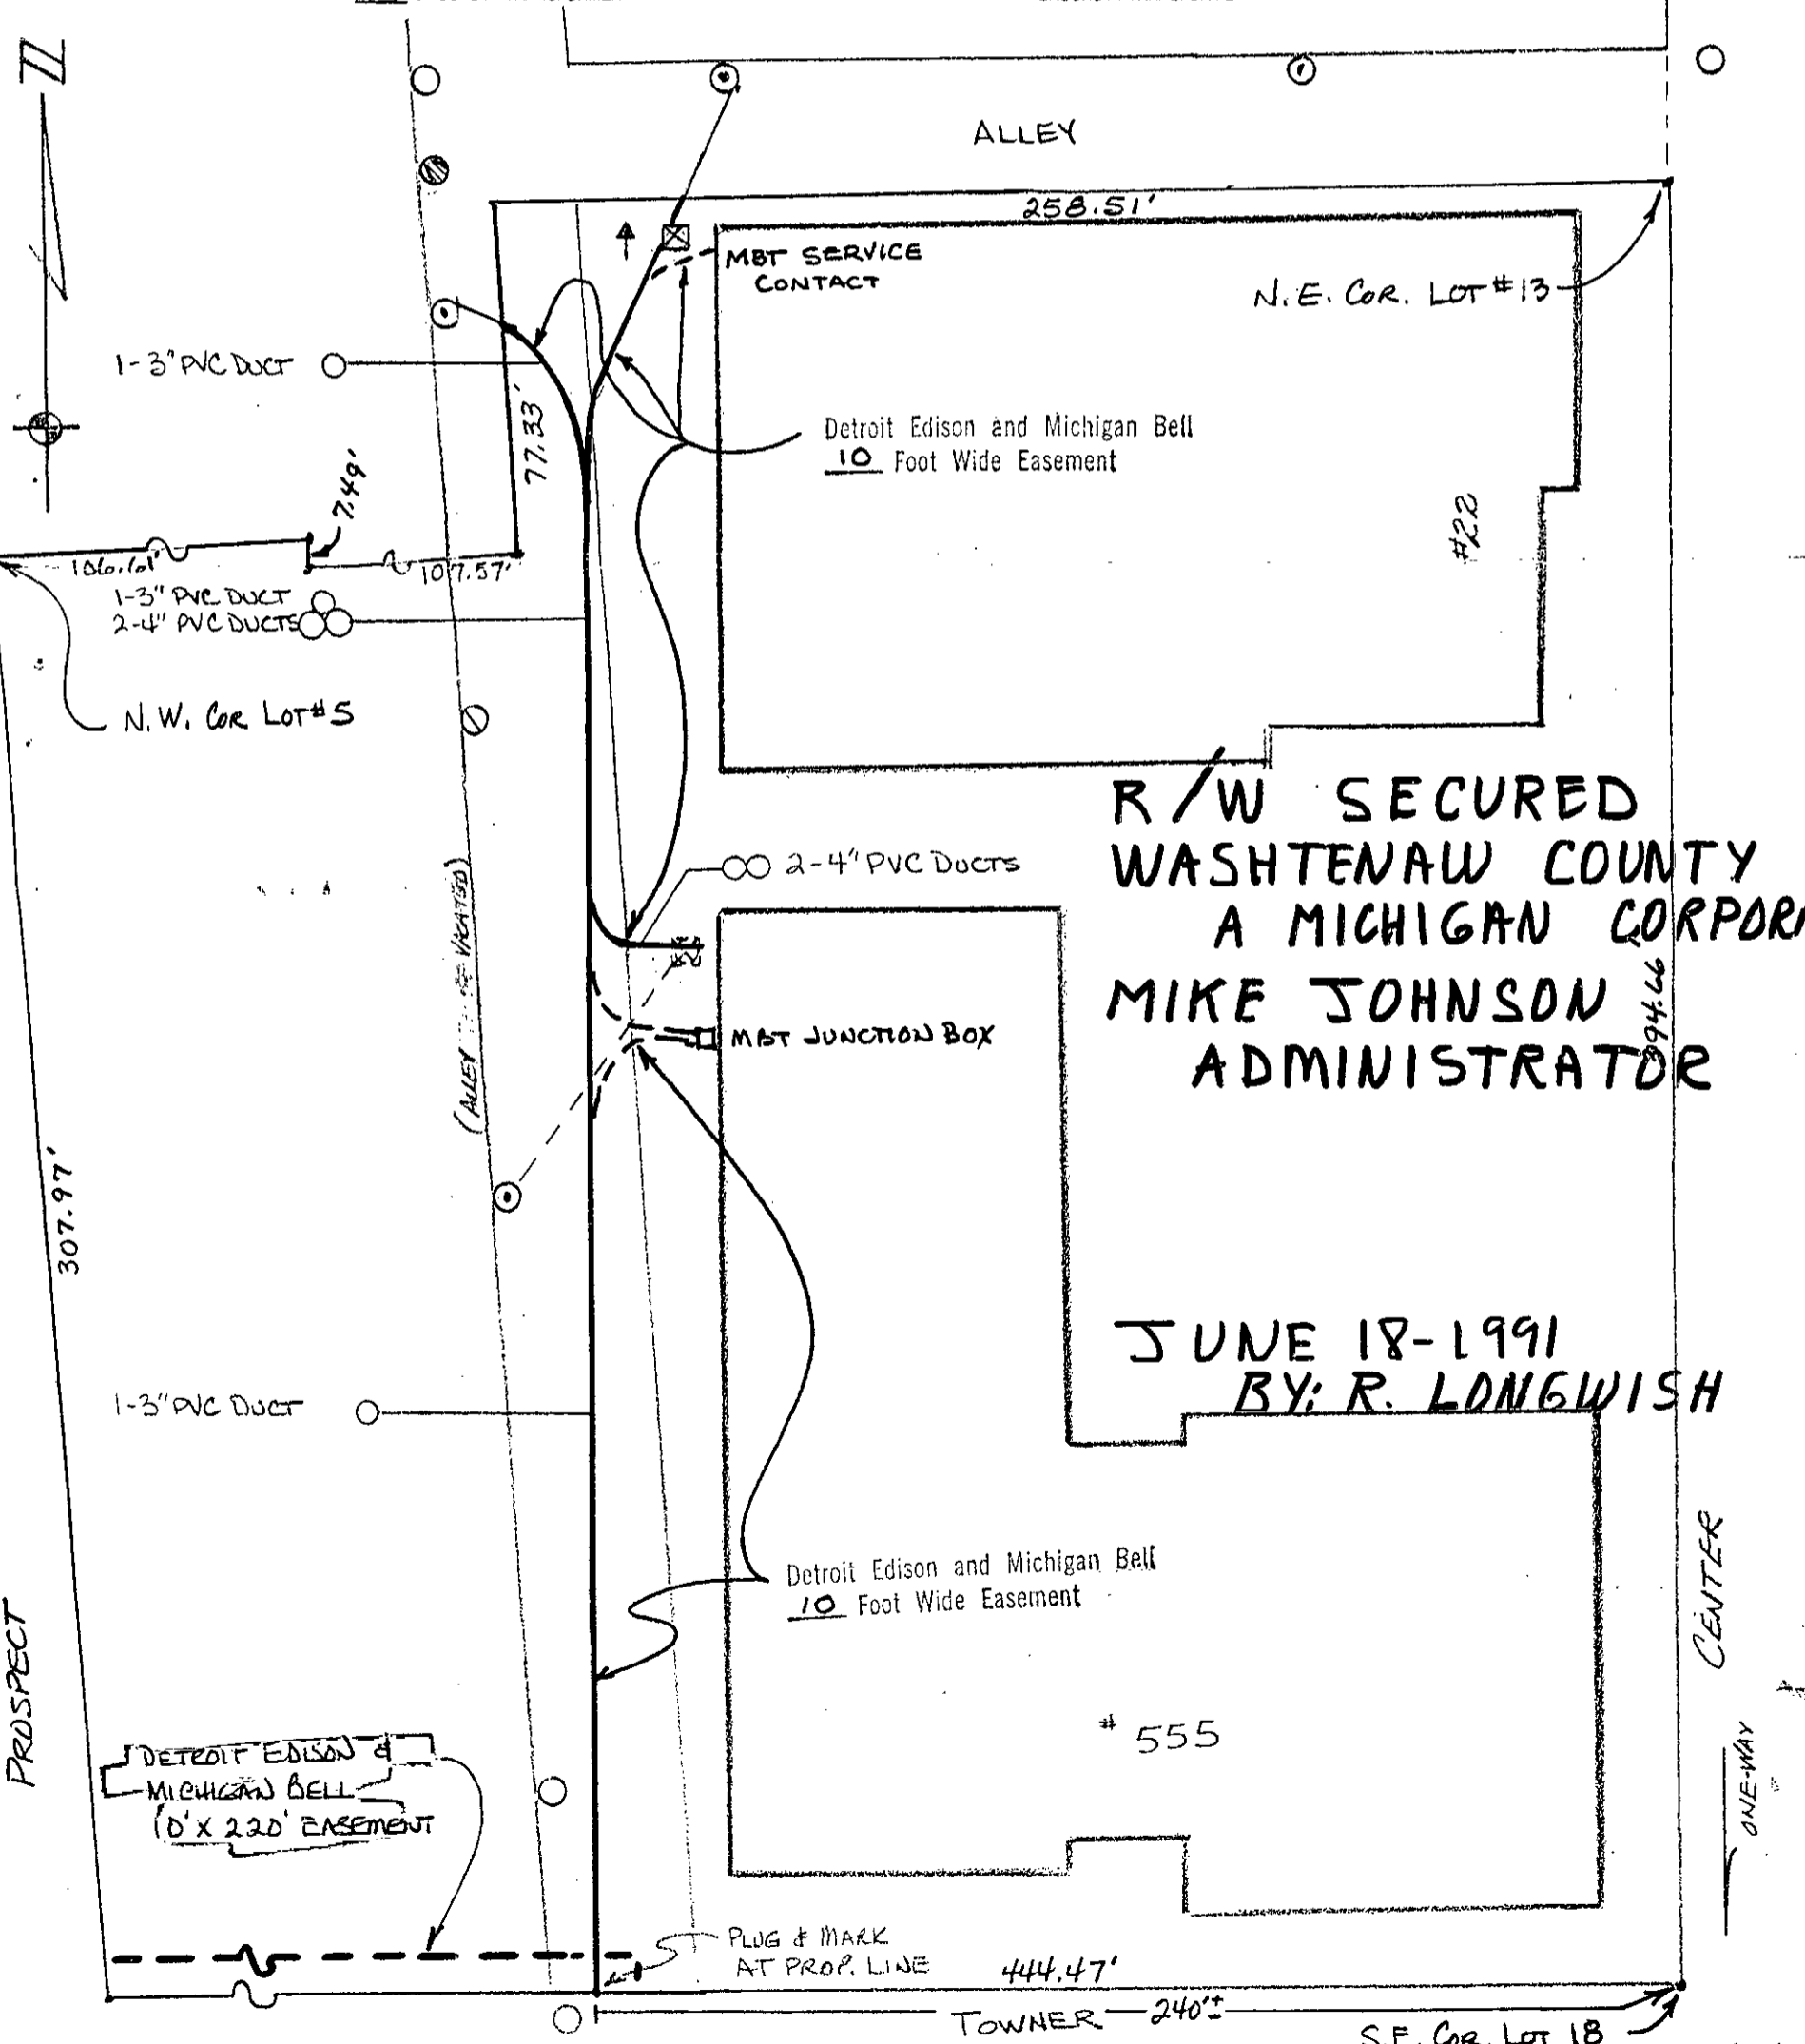 ALLEY
258.51'
MBT SERVICE
CONTACT
N.E. COR. LOT #13
1-3" PVC DUCT
77.33'
Detroit Edison and Michigan Bell
10 Foot Wide Easement
#22
7.49'
106.61'
107.57'
1-3" PVC DUCT
2-4" PVC DUCTS
N.W. COR LOT #5
R/W SECURED
WASHTENAW COUNTY
A MICHIGAN CORPOR
MIKE JOHNSON
ADMINISTRATOR
2-4" PVC DUCTS
(ALLEY VACATED)
394.66
MBT JUNCTION BOX
307.97'
JUNE 18-1991
BY: R. LONGWISH
1-3" PVC DUCT
Detroit Edison and Michigan Bell
10 Foot Wide Easement
CENTER
PROSPECT
# 555
ONE-WAY
DETROIT EDISON &
MICHIGAN BELL
10' X 220' EASEMENT
PLUG & MARK
AT PROP. LINE
444.47'
TOWNER
240'±
S.E. COR. LOT 18